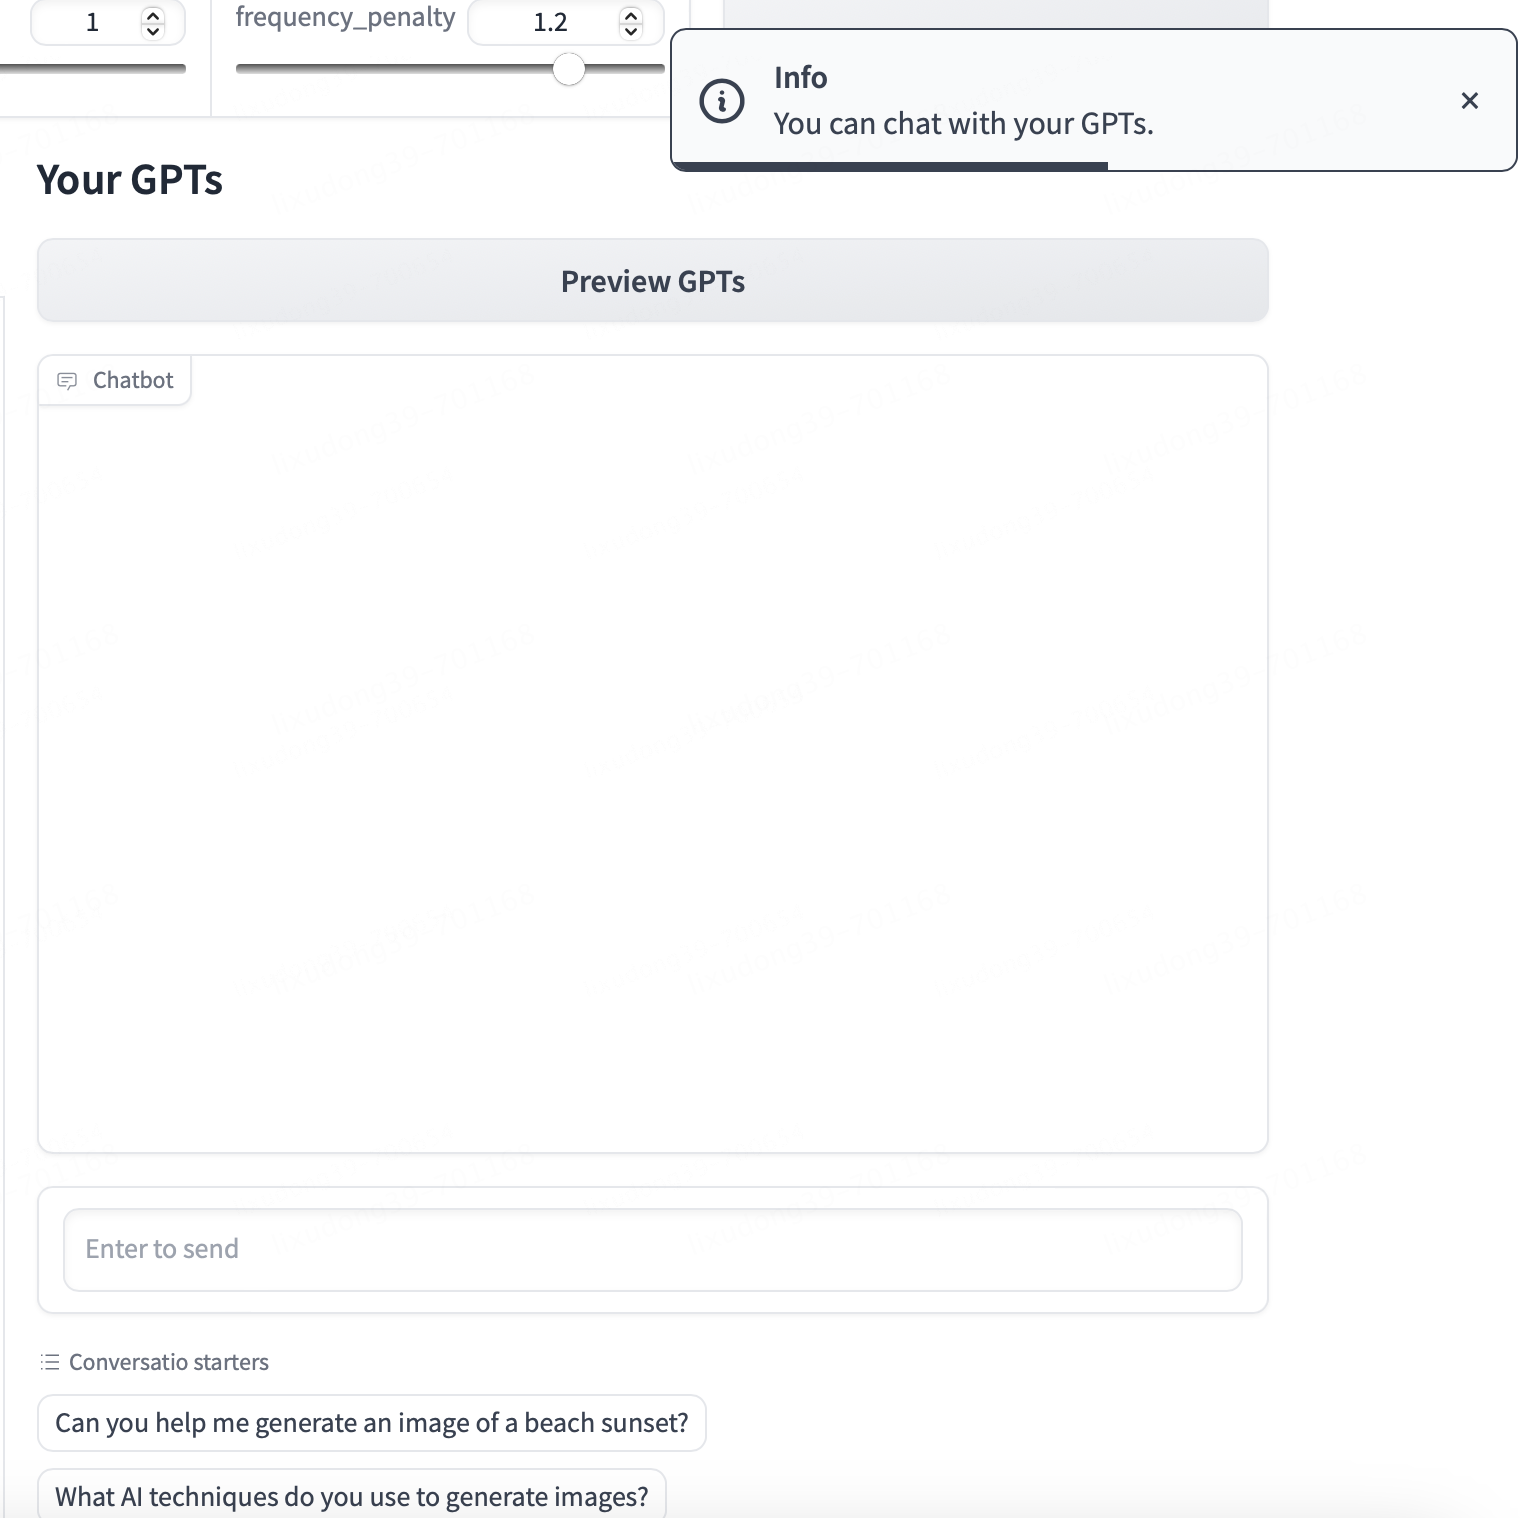 1
frequency_penalty
1.2
Info
You can chat with your GPTs.
Your GPTs
Preview GPTs
Chatbot
Enter to send
Conversatio starters
Can you help me generate an image of a beach sunset?
What AI techniques do you use to generate images?